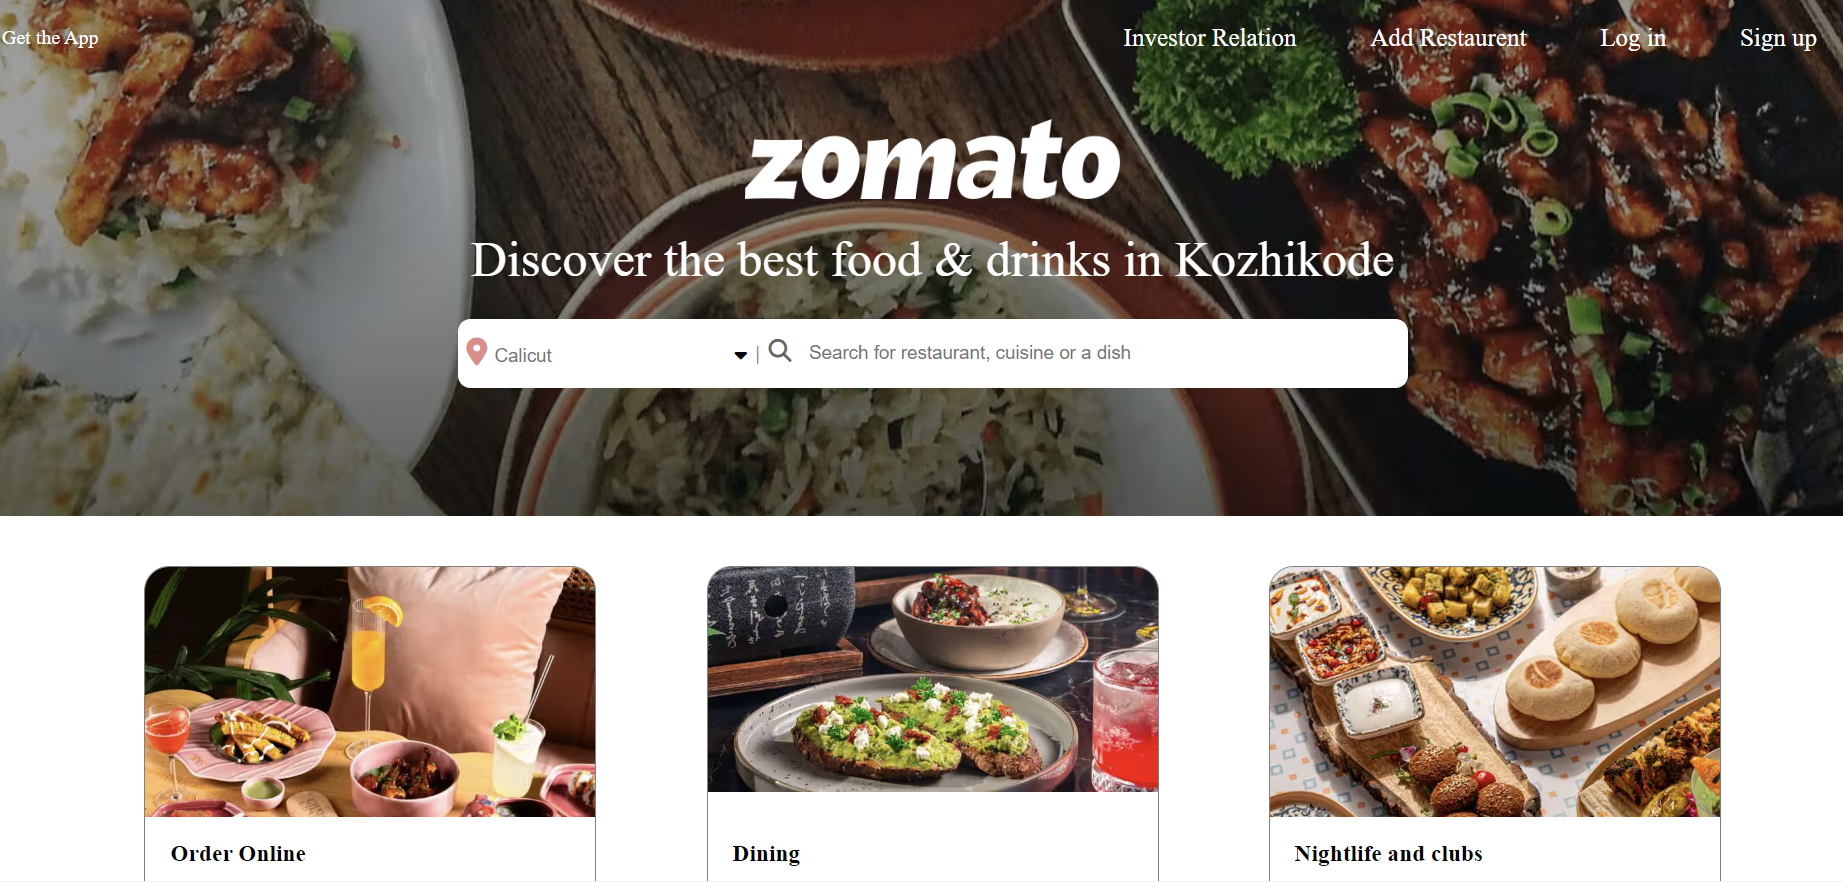 Get the App
Investor Relation
Add Restaurent
Log in
Sign up
zomato
Discover the best food & drinks in Kozhikode
Calicut
|
Search for restaurant, cuisine or a dish
Order Online
Dining
Nightlife and clubs